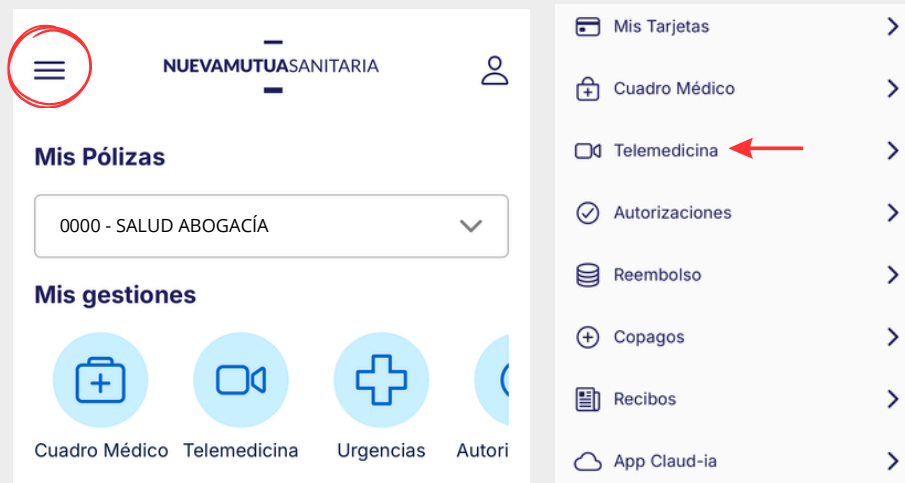 NUEVAMUTUASANITARIA
Mis Pólizas
0000 - SALUD ABOGACÍA
Mis gestiones
Cuadro Médico
Telemedicina
Urgencias
Autori
Mis Tarjetas
Cuadro Médico
Telemedicina
Autorizaciones
Reembolso
Copagos
Recibos
App Claud-ia